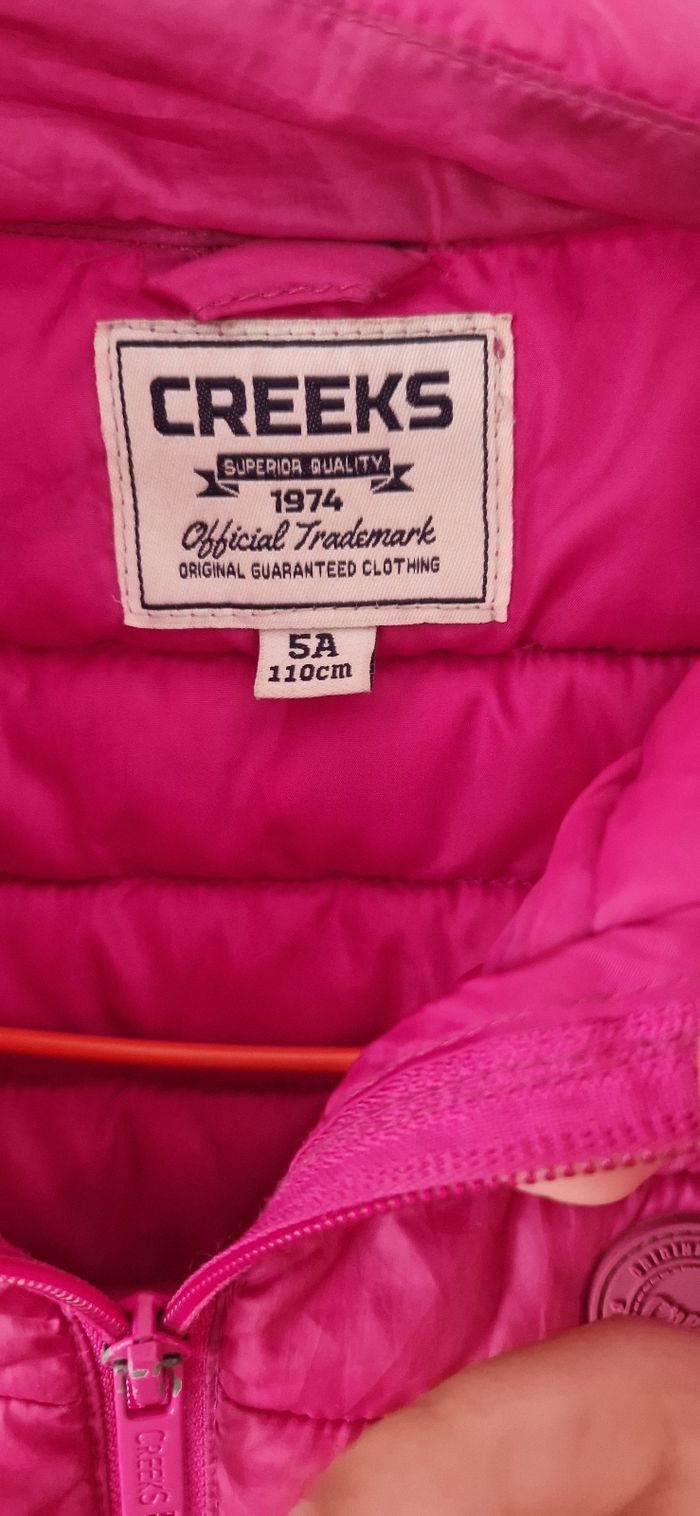 CREEKS
SUPERIOR QUALITY
1974
Official Trademark
ORIGINAL GUARANTEED CLOTHING
5A
110cm
CREEKS